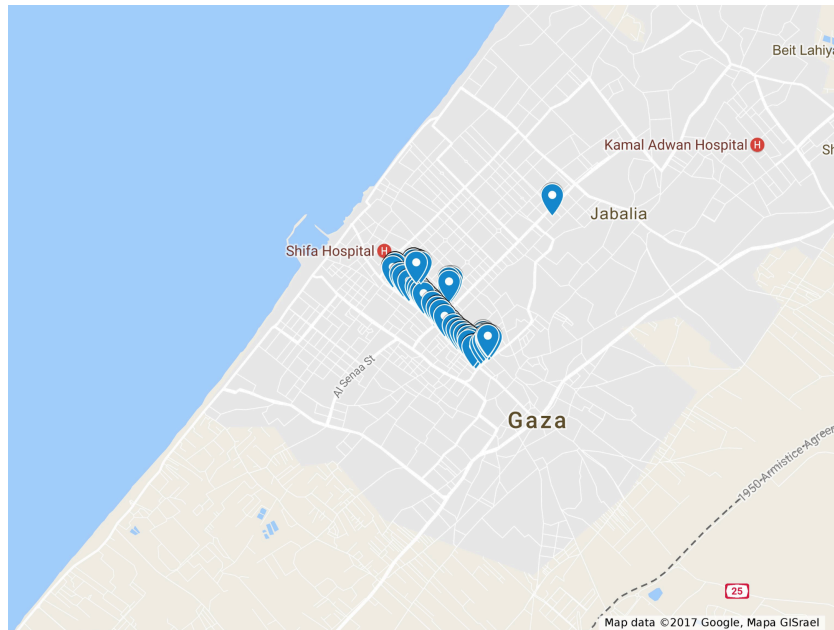 Beit Lahiy
Kamal Adwan Hospital H
Sh
Jabalia
Shifa Hospital H
Al Senaa St
Gaza
1950 Armistice Agree
25
Map data ©2017 Google, Mapa GISrael